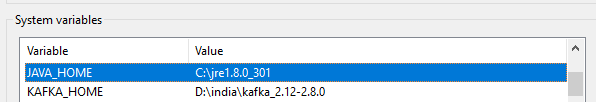 System variables
Variable Value
JAVA_HOME C:\jre1.8.0_301
KAFKA_HOME D:\india\kafka_2.12-2.8.0